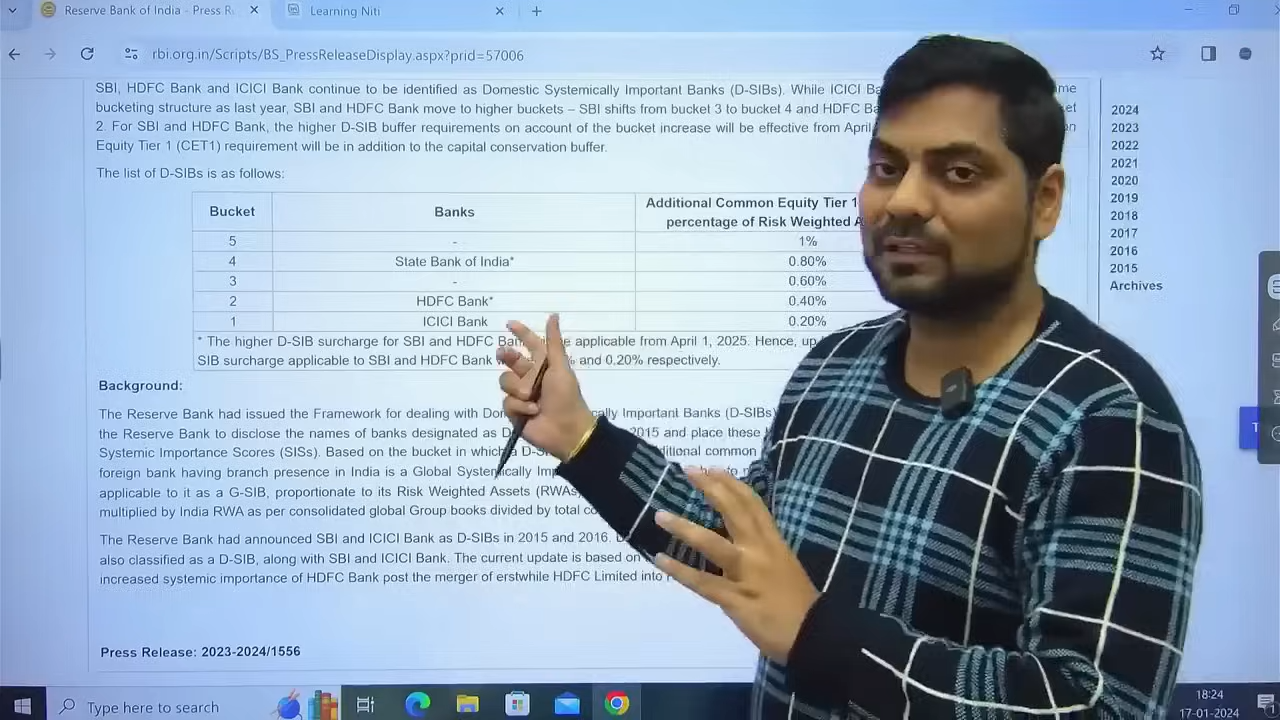 Reserve Bank of India - Press Re
Learning Niti
rbi.org.in/Scripts/BS_PressReleaseDisplay.aspx?prid=57006
SBI, HDFC Bank and ICICI Bank continue to be identified as Domestic Systemically Important Banks (D-SIBs). While ICICI
bucketing structure as last year, SBI and HDFC Bank move to higher buckets – SBI shifts from bucket 3 to bucket 4 and HDFC
2. For SBI and HDFC Bank, the higher D-SIB buffer requirements on account of the bucket increase will be effective from April
Equity Tier 1 (CET1) requirement will be in addition to the capital conservation buffer.
The list of D-SIBs is as follows:
Bucket Banks Additional Common Equity Tier 1
percentage of Risk Weighted
5 - 1%
4 State Bank of India* 0.80%
3 - 0.60%
2 HDFC Bank* 0.40%
1 ICICI Bank 0.20%
* The higher D-SIB surcharge for SBI and HDFC applicable from April 1, 2025. Hence, up
SIB surcharge applicable to SBI and HDFC Bank and 0.20% respectively.
Background:
The Reserve Bank had issued the Framework for dealing with Important Banks (D-SIBs)
the Reserve Bank to disclose the names of banks designated as 2015 and place these
Systemic Importance Scores (SISs). Based on the bucket in which a common
foreign bank having branch presence in India is a Global Systemically
applicable to it as a G-SIB, proportionate to its Risk Weighted Assets (RWAs)
multiplied by India RWA as per consolidated global Group books divided by total
The Reserve Bank had announced SBI and ICICI Bank as D-SIBs in 2015 and 2016.
also classified as a D-SIB, along with SBI and ICICI Bank. The current update is based on
increased systemic importance of HDFC Bank post the merger of erstwhile HDFC Limited into
Press Release: 2023-2024/1556
2024
2023
2022
2021
2020
2019
2018
2017
2016
2015
Archives
Type here to search
18:24
17-01-2024